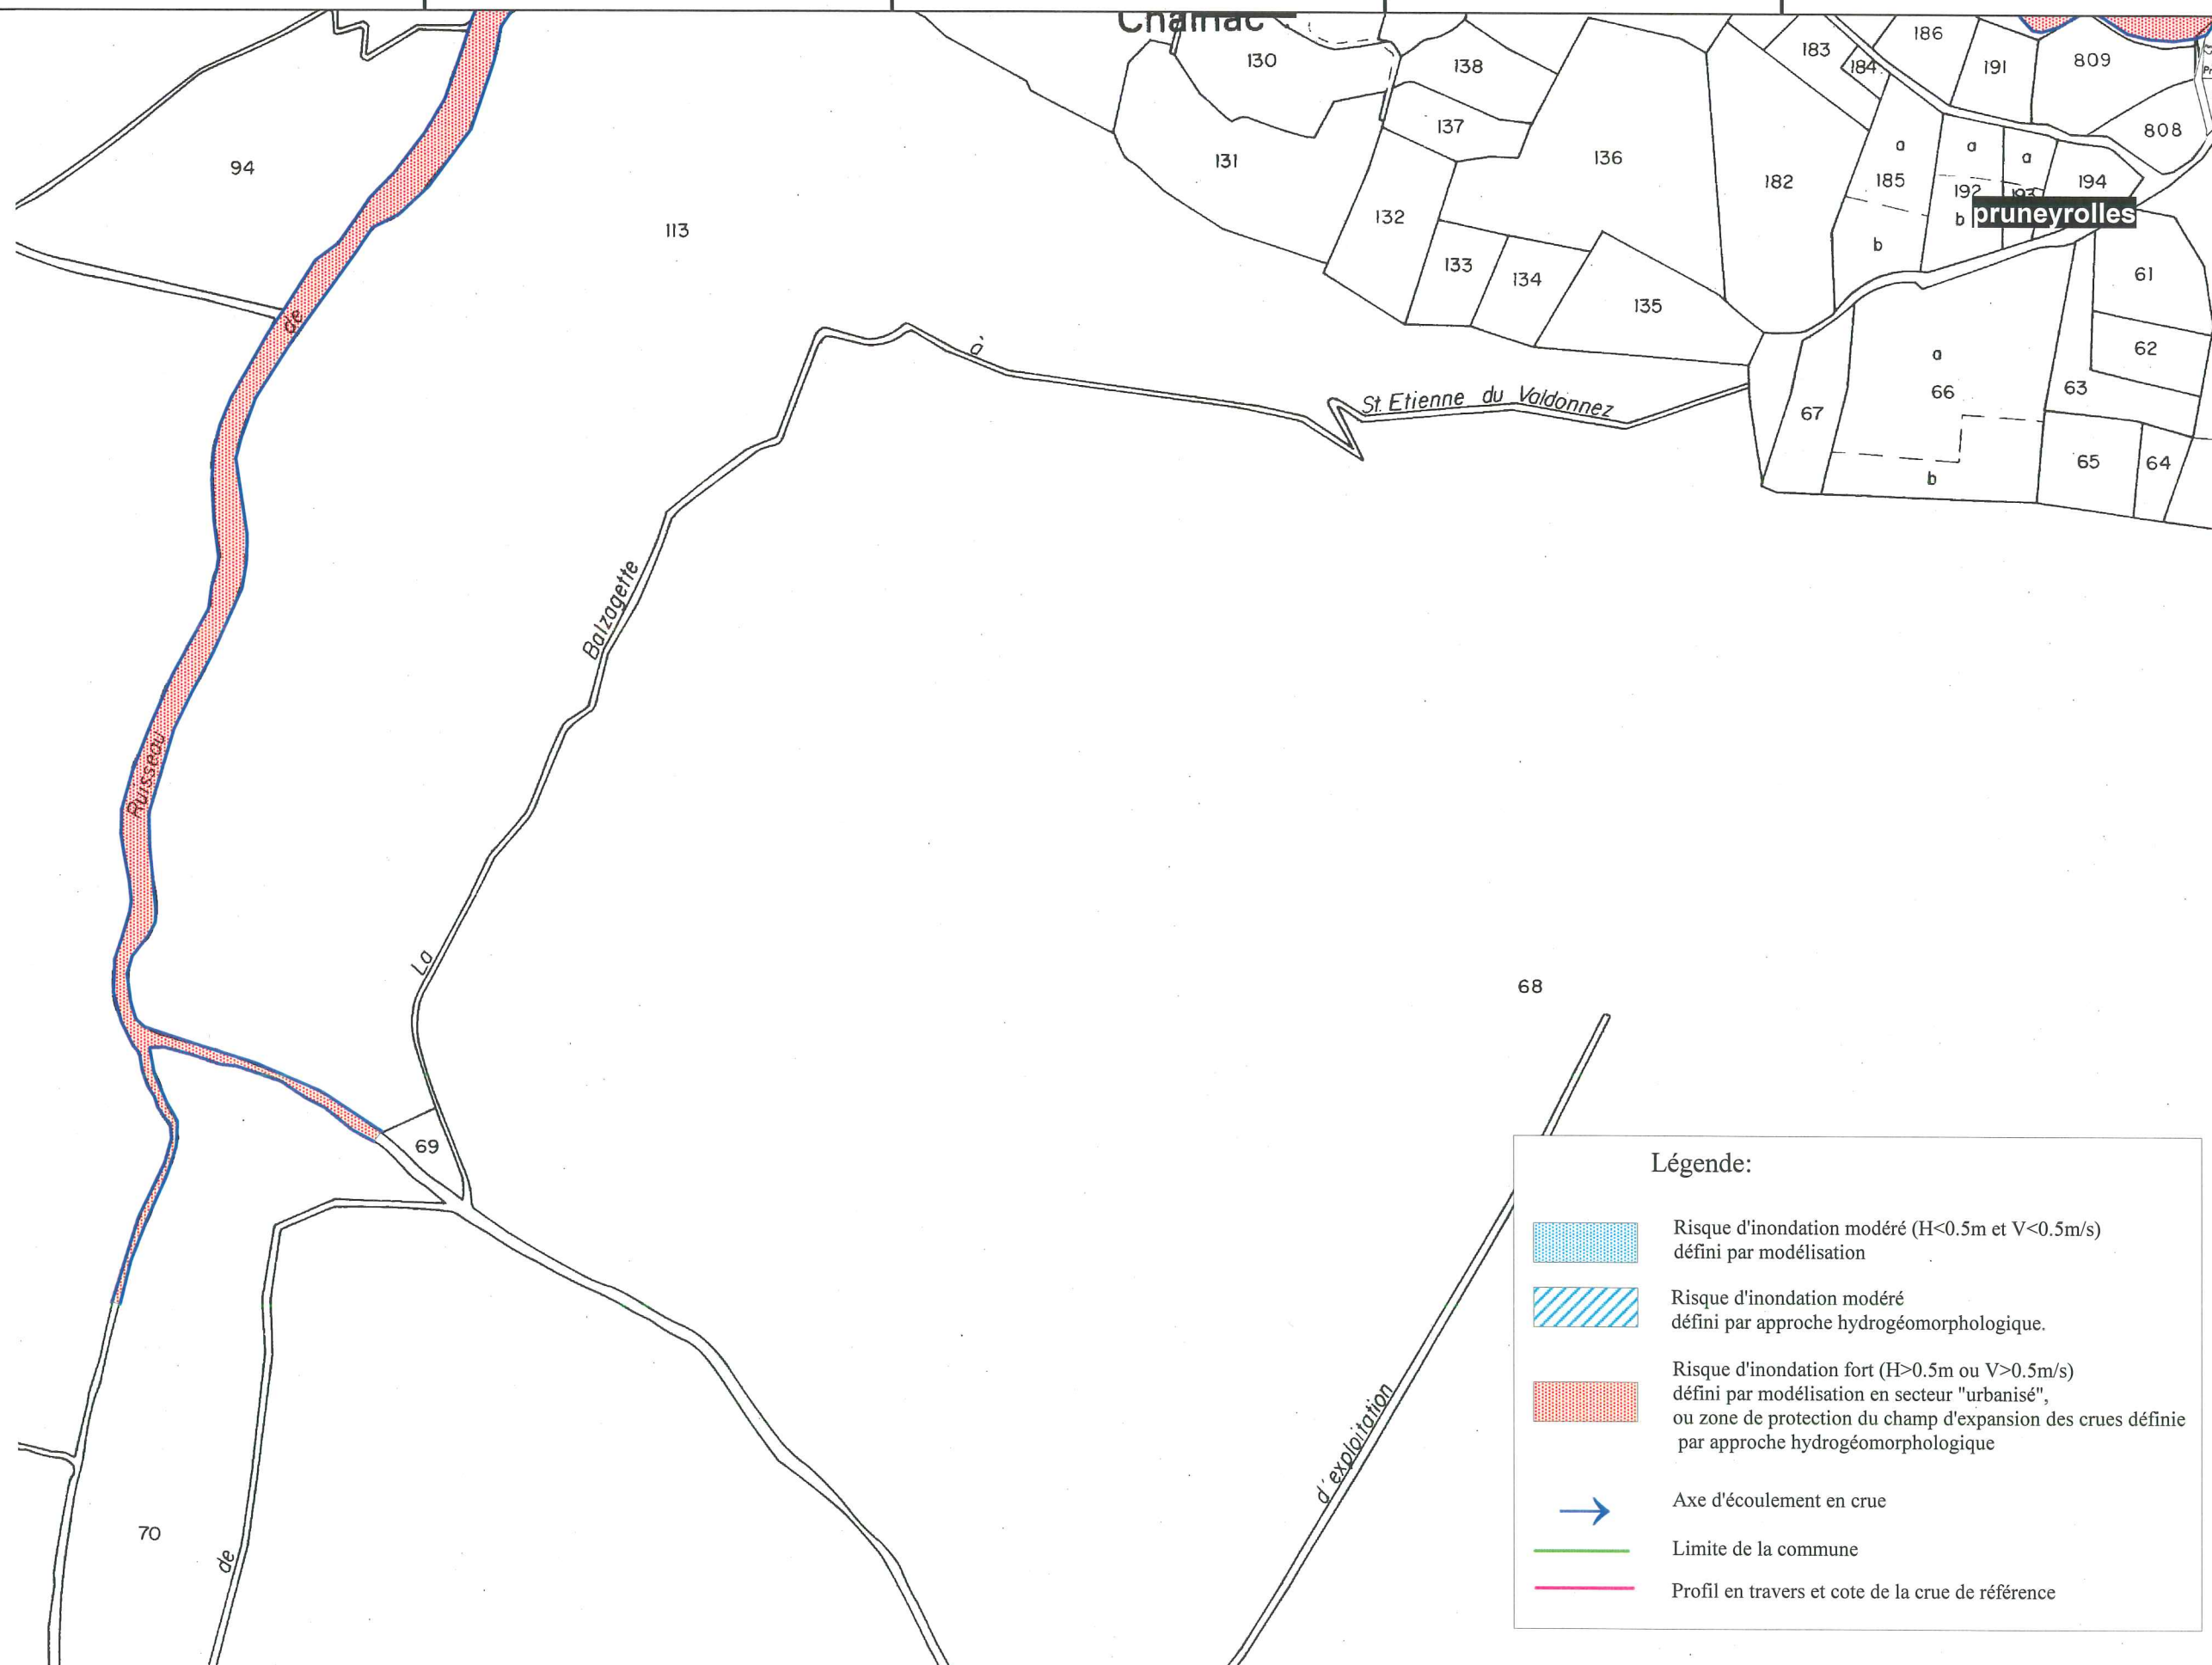 Chalhac
130
138
183
184
186
191
809
808
137
131
136
182
a
185
b
a
192
b
a
193
194
pruneyrolles
94
113
132
133
134
135
61
62
63
a
66
b
67
65
64
de
à
St. Etienne du Valdonnez
Balzagette
Ruisseau
La
68
69
70
de
d'exploitation
Légende:
Risque d'inondation modéré (H<0.5m et V<0.5m/s)
défini par modélisation
Risque d'inondation modéré
défini par approche hydrogéomorphologique.
Risque d'inondation fort (H>0.5m ou V>0.5m/s)
défini par modélisation en secteur "urbanisé",
ou zone de protection du champ d'expansion des crues définie
par approche hydrogéomorphologique
Axe d'écoulement en crue
Limite de la commune
Profil en travers et cote de la crue de référence